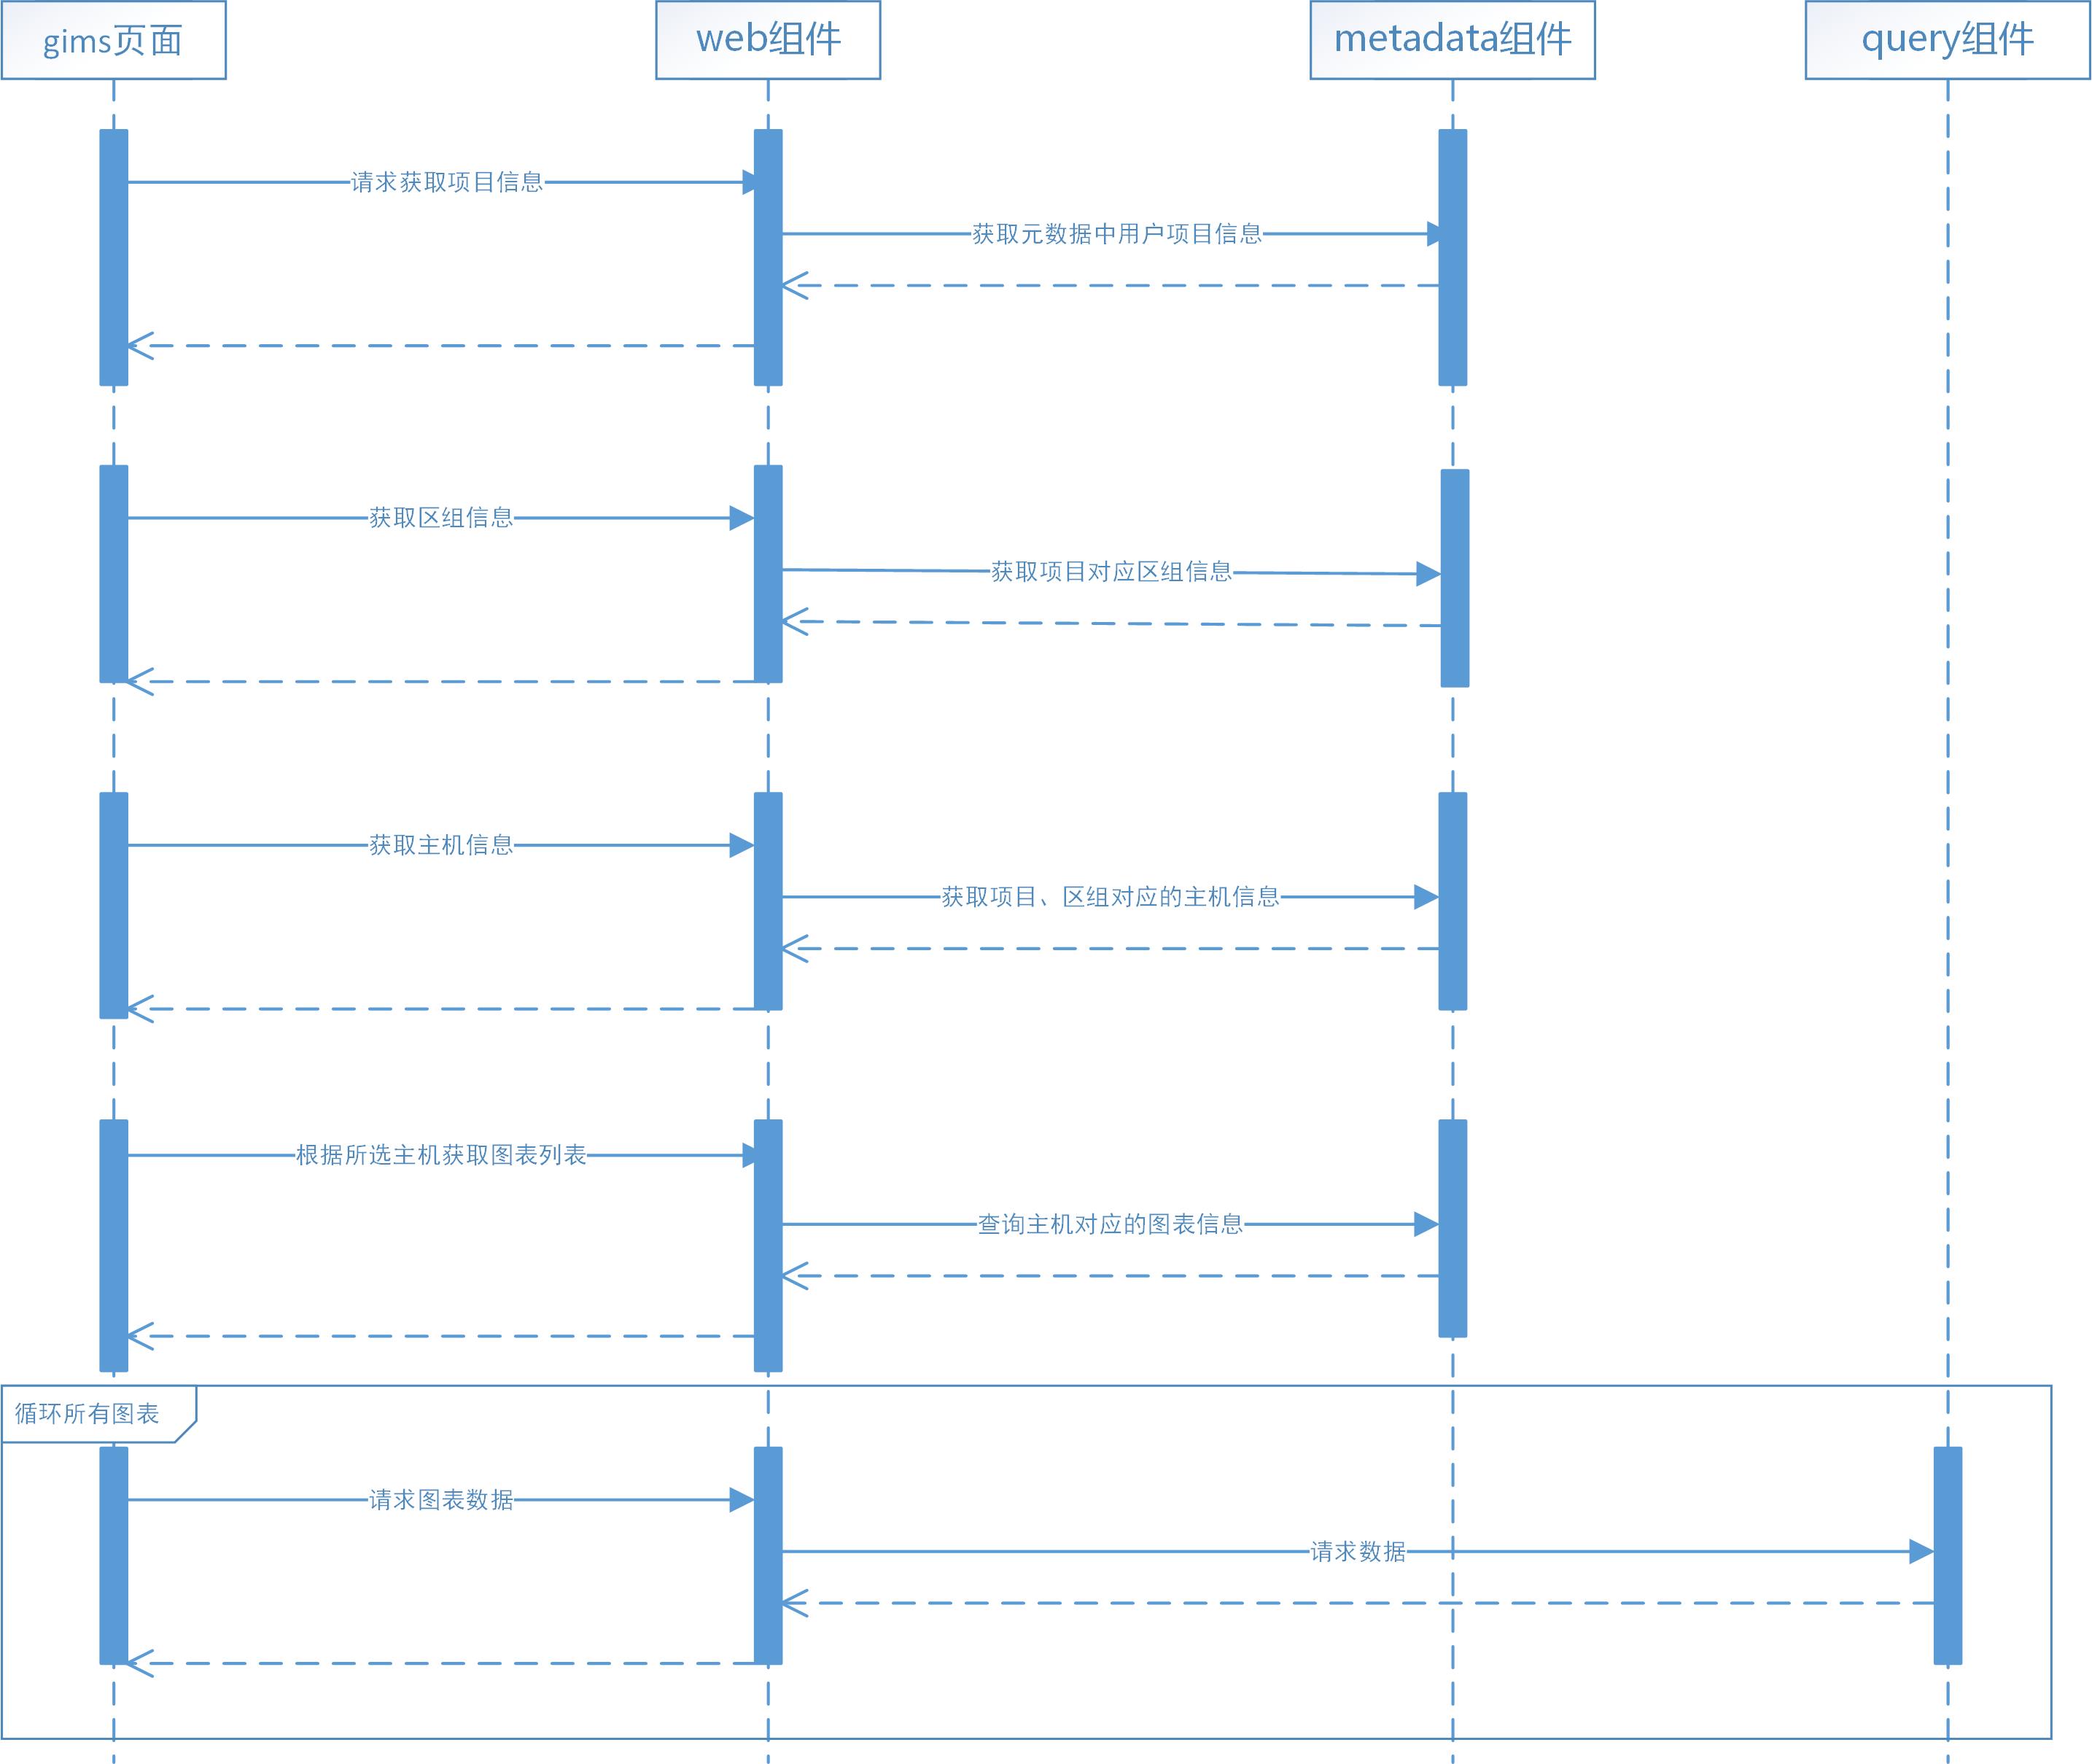 gims页面
web组件
metadata组件
query组件
请求获取项目信息
获取元数据中用户项目信息
获取区组信息
获取项目对应区组信息
获取主机信息
获取项目、区组对应的主机信息
根据所选主机获取图表列表
查询主机对应的图表信息
循环所有图表
请求图表数据
请求数据